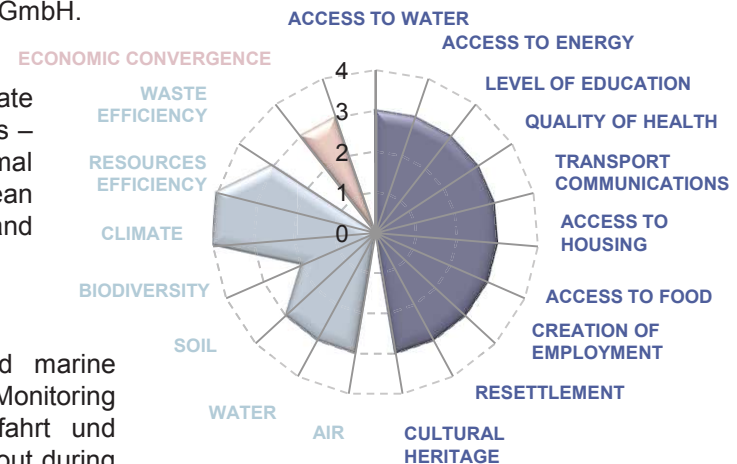 GmbH.
ate
s –
mal
ean
and
d marine
Monitoring
fahrt und
out during
ACCESS TO WATER
ACCESS TO ENERGY
LEVEL OF EDUCATION
QUALITY OF HEALTH
TRANSPORT
COMMUNICATIONS
ACCESS TO
HOUSING
ACCESS TO FOOD
CREATION OF
EMPLOYMENT
RESETTLEMENT
CULTURAL
HERITAGE
AIR
WATER
SOIL
BIODIVERSITY
CLIMATE
RESOURCES
EFFICIENCY
WASTE
EFFICIENCY
ECONOMIC CONVERGENCE
4
3
2
1
0